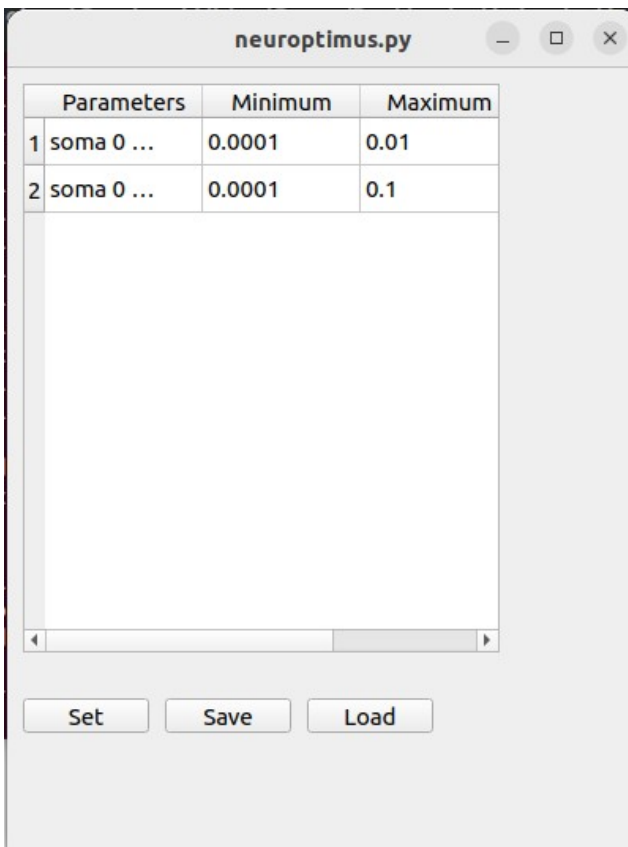 neuroptimus.py
Parameters Minimum Maximum
1 soma 0 ... 0.0001 0.01
2 soma 0 ... 0.0001 0.1
Set Save Load